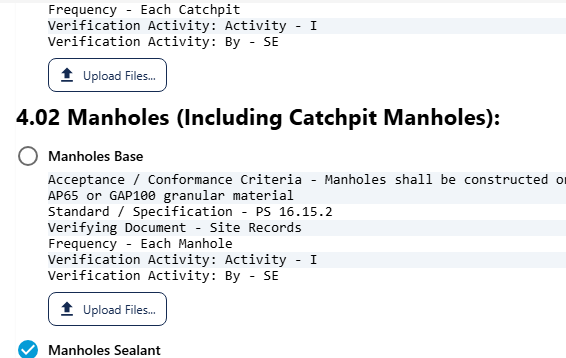 Frequency - Each Catchpit
Verification Activity: Activity - I
Verification Activity: By - SE
Upload Files...
4.02 Manholes (Including Catchpit Manholes):
Manholes Base
Acceptance / Conformance Criteria - Manholes shall be constructed
AP65 or GAP100 granular material
Standard / Specification - PS 16.15.2
Verifying Document - Site Records
Frequency - Each Manhole
Verification Activity: Activity - I
Verification Activity: By - SE
Upload Files...
Manholes Sealant